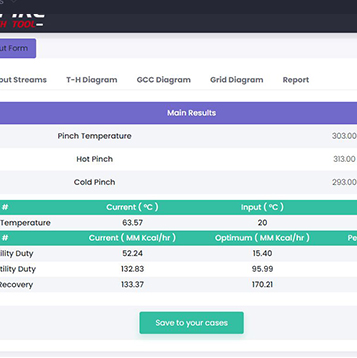 TOOL
ut Form
out Streams T-H Diagram GCC Diagram Grid Diagram Report
Main Results
Pinch Temperature 303.00
Hot Pinch 313.00
Cold Pinch 293.00
# Current ( °C ) Input ( °C )
Temperature 63.57 20
# Current ( MM Kcal/hr ) Optimum ( MM Kcal/hr ) Pe
ility Duty 52.24 15.40
tility Duty 132.83 95.99
Recovery 133.37 170.21
Save to your cases